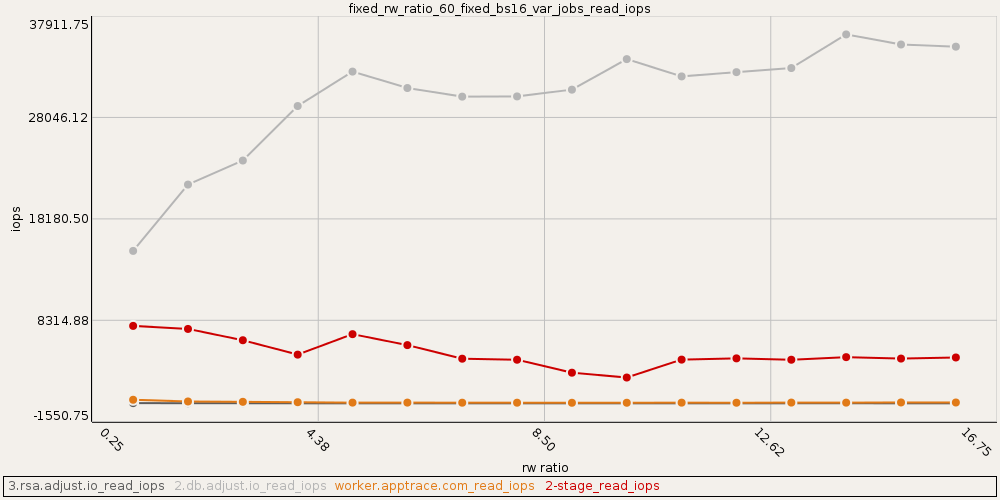 fixed_rw_ratio_60_fixed_bs16_var_jobs_read_iops
37911.75
28046.12
18180.50
8314.88
-1550.75
iops
0.25
4.38
8.50
12.62
16.75
rw ratio
3.rsa.adjust.io_read_iops 2.db.adjust.io_read_iops worker.apptrace.com_read_iops 2-stage_read_iops